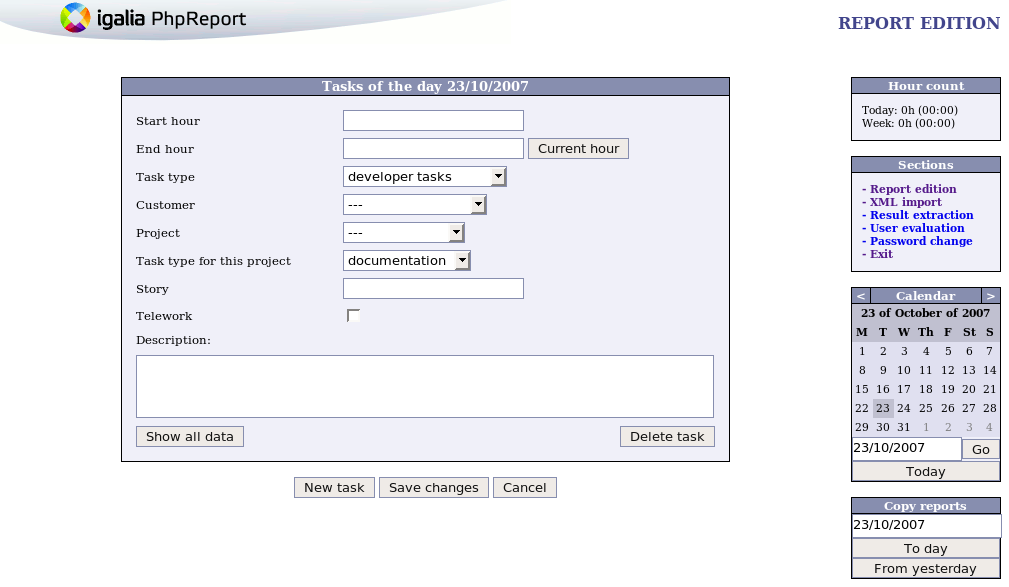 igalia PhpReport
REPORT EDITION
Tasks of the day 23/10/2007
Start hour
End hour Current hour
Task type developer tasks
Customer ---
Project ---
Task type for this project documentation
Story
Telework
Description:
Show all data Delete task
New task Save changes Cancel
Hour count
Today: 0h (00:00)
Week: 0h (00:00)
Sections
- Report edition
- XML import
- Result extraction
- User evaluation
- Password change
- Exit
< Calendar >
23 of October of 2007
M T W Th F St S
1 2 3 4 5 6 7
8 9 10 11 12 13 14
15 16 17 18 19 20 21
22 23 24 25 26 27 28
29 30 31 1 2 3 4
23/10/2007 Go
Today
Copy reports
23/10/2007
To day
From yesterday